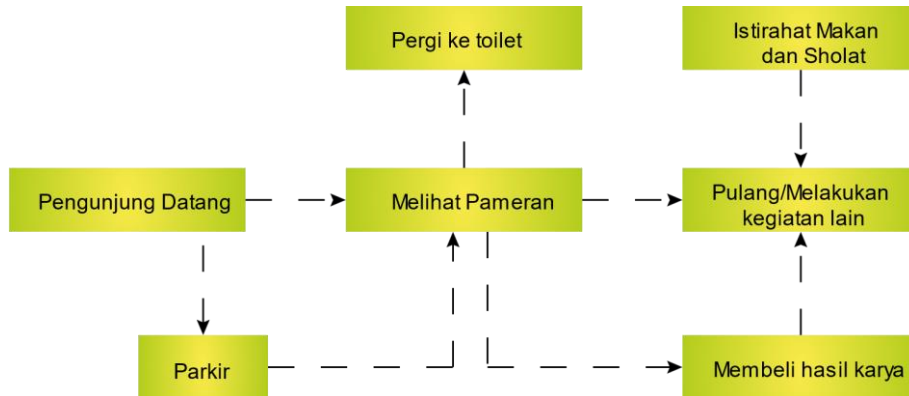 Pergi ke toilet
Istirahat Makan
dan Sholat
Pengunjung Datang
Melihat Pameran
Pulang/Melakukan
kegiatan lain
Parkir
Membeli hasil karya